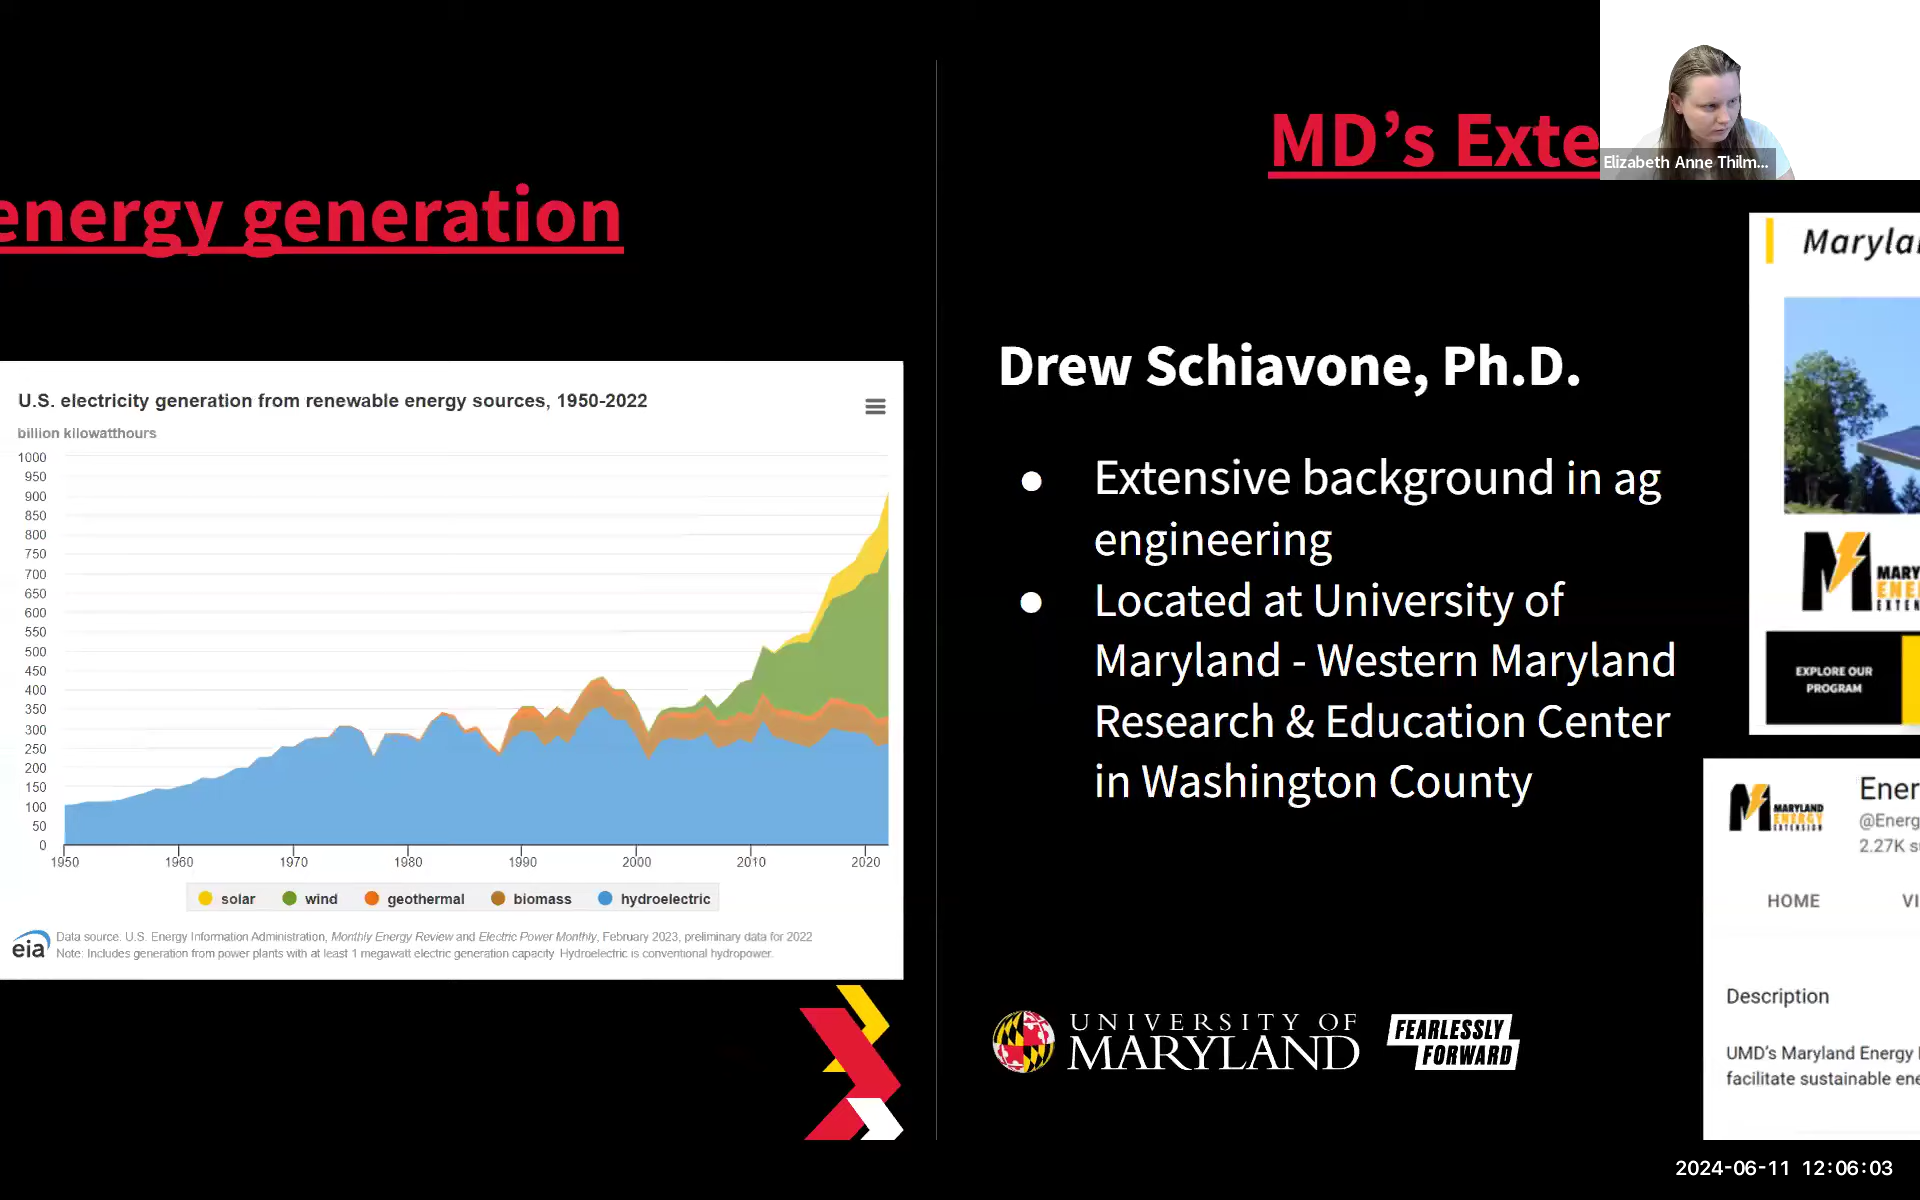 energy generation
U.S. electricity generation from renewable energy sources, 1950-2022
billion kilowatthours
1000
950
900
850
800
750
700
650
600
550
500
450
400
350
300
250
200
150
100
50
0
1950 1960 1970 1980 1990 2000 2010 2020
solar wind geothermal biomass hydroelectric
eia
Data source. U.S. Energy Information Administration, Monthly Energy Review and Electric Power Monthly, February 2023, preliminary data for 2022
Note: Includes generation from power plants with at least 1 megawatt electric generation capacity. Hydroelectric is conventional hydropower.
MD's Exte
Elizabeth Anne Thilm...
Drew Schiavone, Ph.D.
● Extensive background in ag
engineering
● Located at University of
Maryland - Western Maryland
Research & Education Center
in Washington County
UNIVERSITY OF
MARYLAND
FEARLESSLY
FORWARD
Maryla
MARY
ENE
EXTEN
EXPLORE OUR
PROGRAM
MARYLAND
ENERGY
EXTENSION
Ener
@Energ
2.27K s
HOME VI
Description
UMD's Maryland Energy
facilitate sustainable ene
2024-06-11 12:06:03